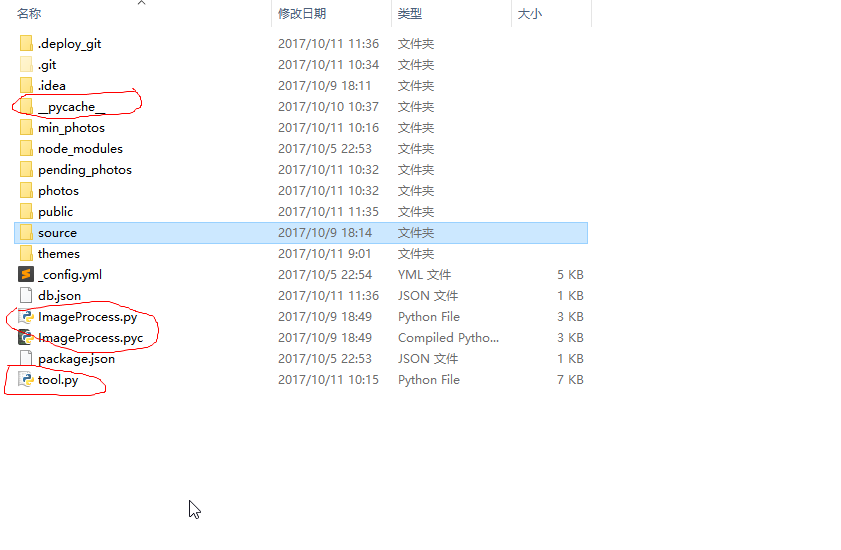 名称 修改日期 类型 大小
.deploy_git 2017/10/11 11:36 文件夹
.git 2017/10/11 10:34 文件夹
.idea 2017/10/9 18:11 文件夹
__pycache__ 2017/10/10 10:37 文件夹
min_photos 2017/10/11 10:16 文件夹
node_modules 2017/10/5 22:53 文件夹
pending_photos 2017/10/11 10:32 文件夹
photos 2017/10/11 10:32 文件夹
public 2017/10/11 11:35 文件夹
source 2017/10/9 18:14 文件夹
themes 2017/10/11 9:01 文件夹
_config.yml 2017/10/5 22:54 YML 文件 5 KB
db.json 2017/10/11 11:36 JSON 文件 1 KB
ImageProcess.py 2017/10/9 18:49 Python File 3 KB
ImageProcess.pyc 2017/10/9 18:49 Compiled Pytho... 3 KB
package.json 2017/10/5 22:53 JSON 文件 1 KB
tool.py 2017/10/11 10:15 Python File 7 KB